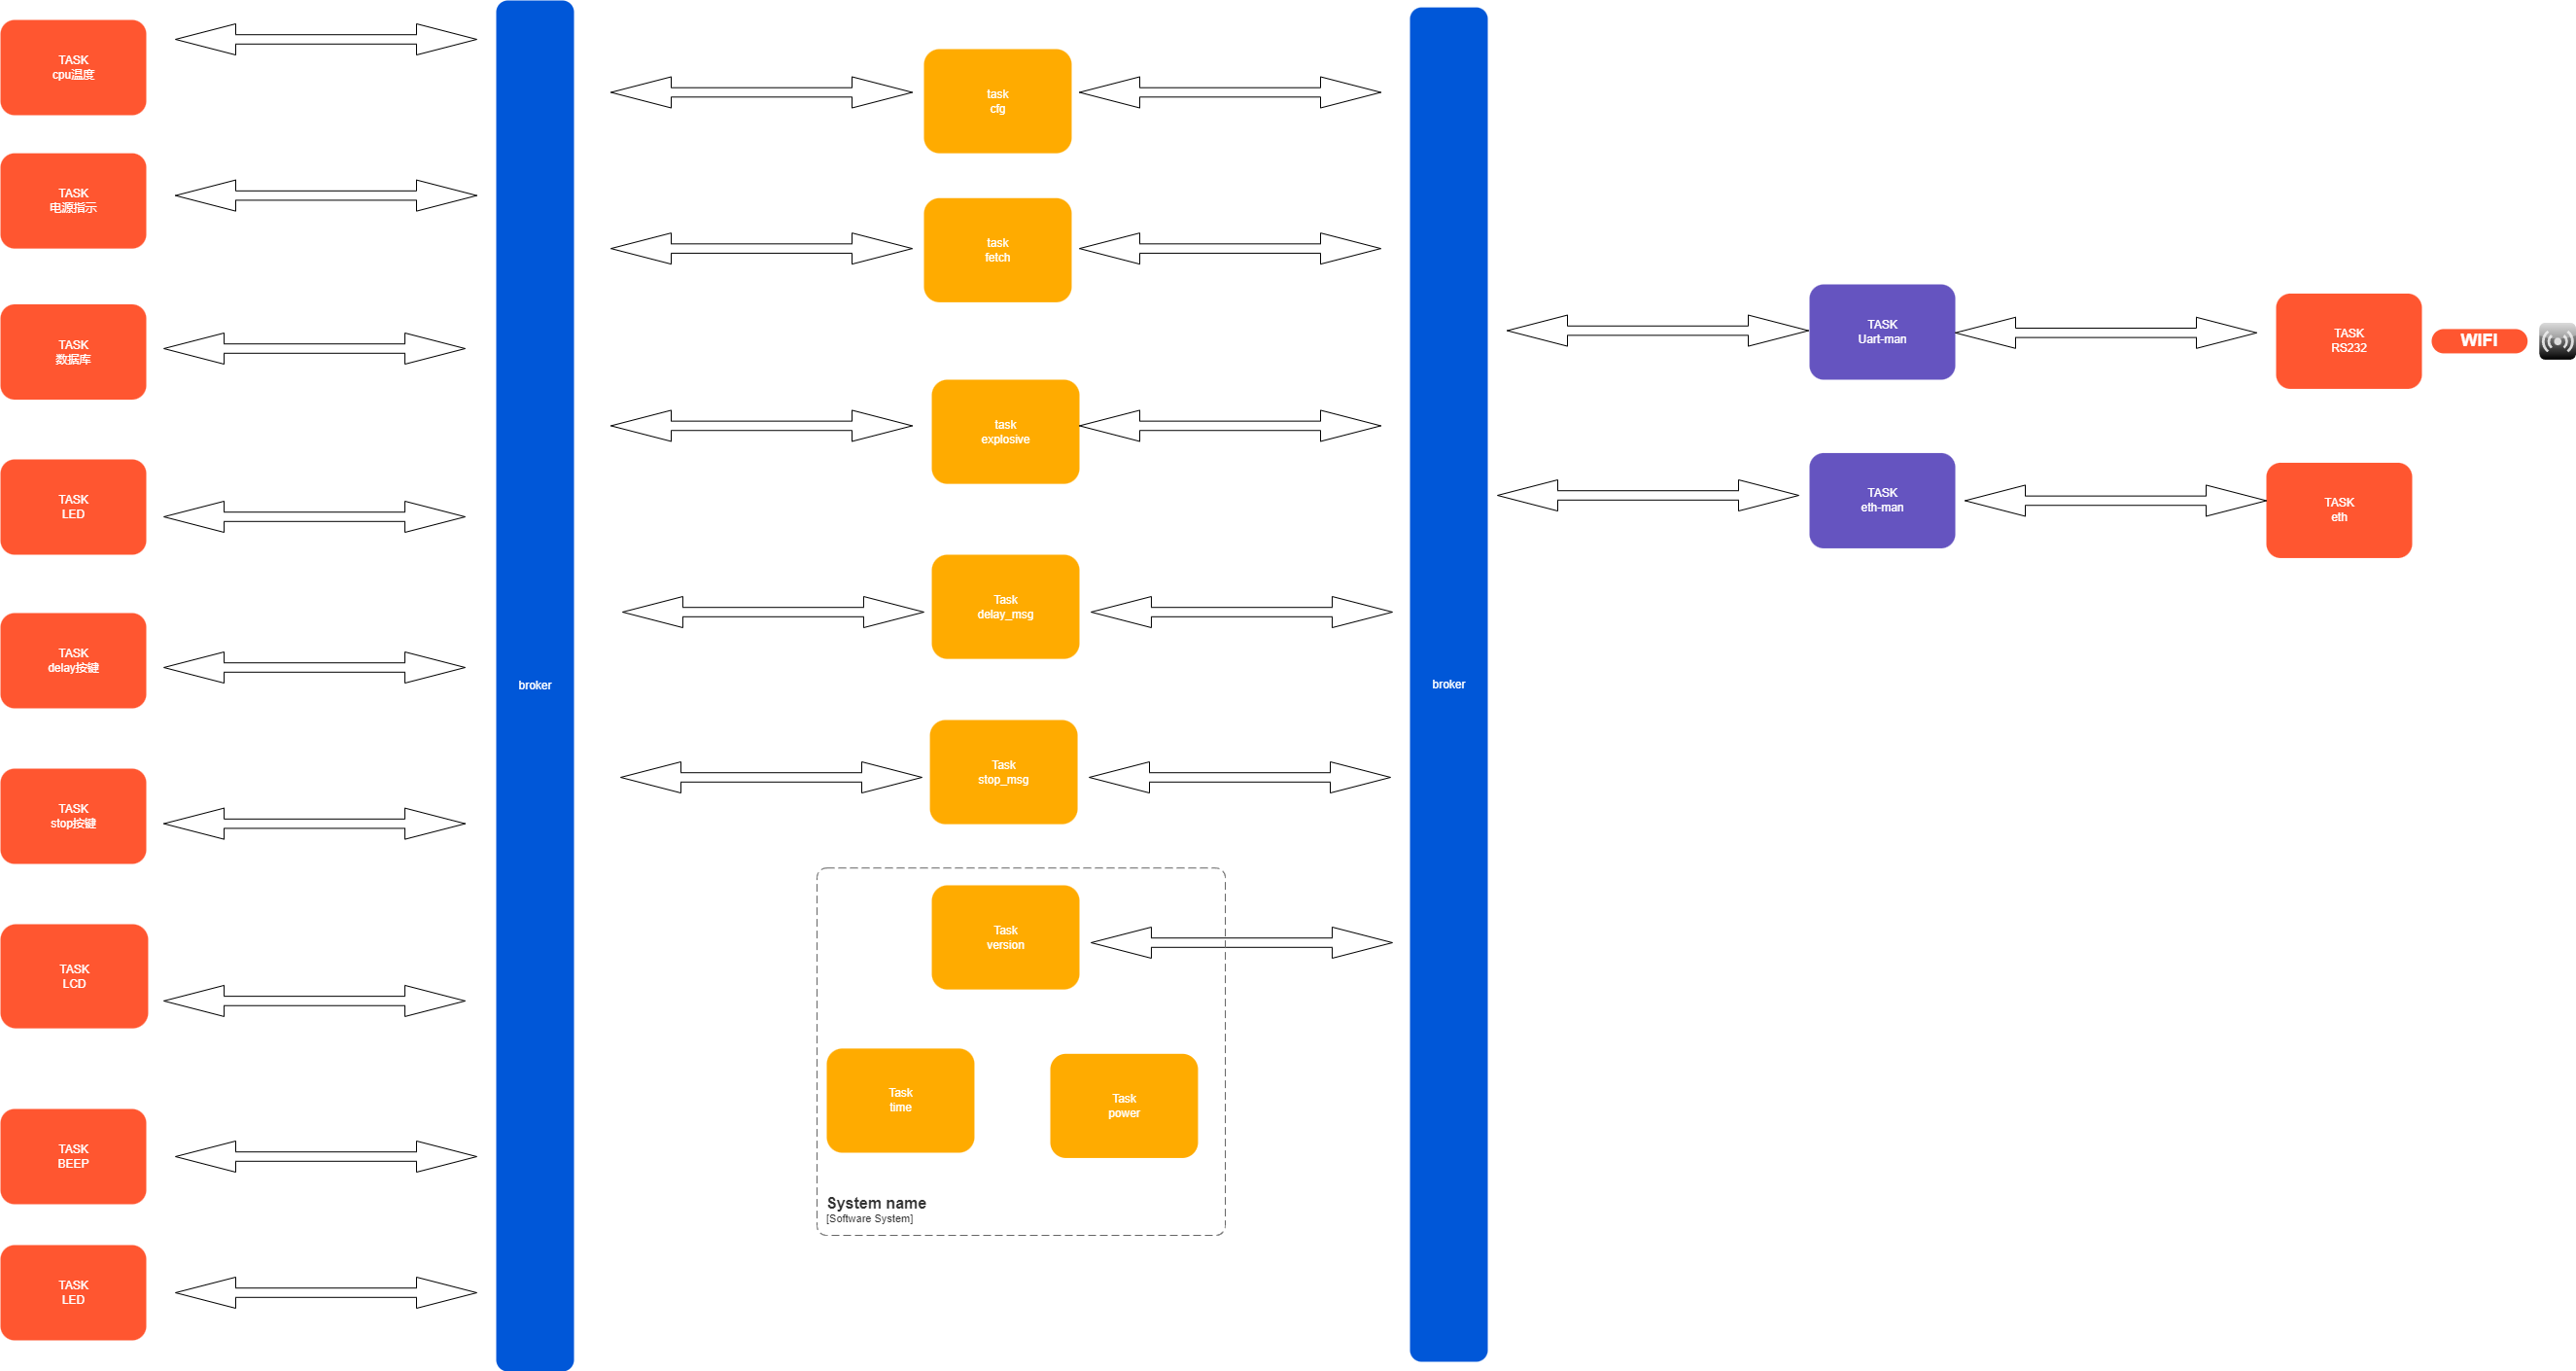 TASK
cpu温度
TASK
电源指示
TASK
数据库
TASK
LED
TASK
delay按键
TASK
stop按键
TASK
LCD
TASK
BEEP
TASK
LED
broker
task
cfg
task
fetch
task
explosive
Task
delay_msg
Task
stop_msg
Task
version
Task
time
Task
power
System name
[Software System]
broker
TASK
Uart-man
TASK
eth-man
TASK
RS232
WIFI
TASK
eth